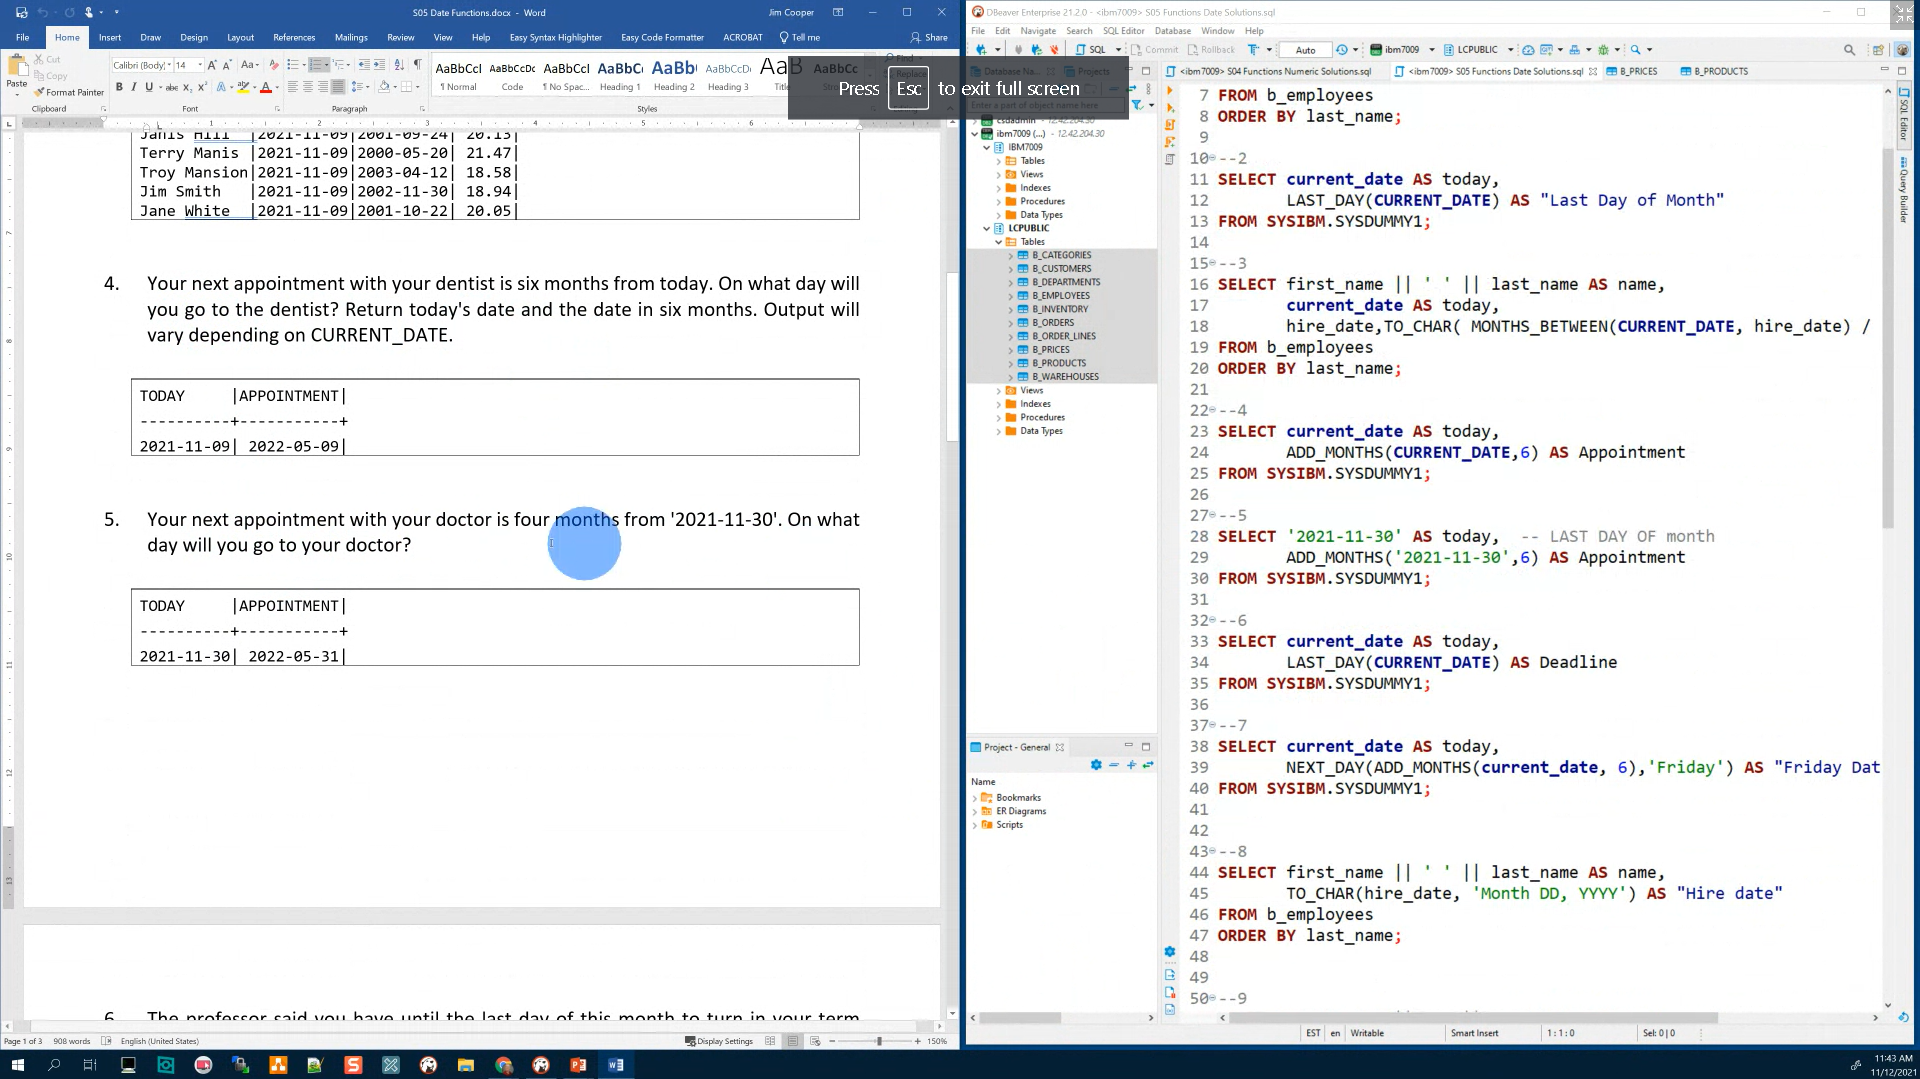 S05 Date Functions.docx - Word
Jim Cooper
File Home Insert Draw Design Layout References Mailings Review View Help Easy Syntax Highlighter Easy Code Formatter ACROBAT Tell me Share
Paste
Cut
Copy
Format Painter
Calibri (Body) 14
AaBbCcI AaBbCcDc AaBbCcI AaBbC AaBb AaBbCcD AaB AaBbCc
¶ Normal Code ¶ No Spac... Heading 1 Heading 2 Heading 3
Clipboard Font Paragraph Styles
Press Esc to exit full screen
Janis Hill |2021-11-09|2001-09-24| 20.13|
Terry Manis |2021-11-09|2000-05-20| 21.47|
Troy Mansion|2021-11-09|2003-04-12| 18.58|
Jim Smith |2021-11-09|2002-11-30| 18.94|
Jane White |2021-11-09|2001-10-22| 20.05|
4. Your next appointment with your dentist is six months from today. On what day will
you go to the dentist? Return today's date and the date in six months. Output will
vary depending on CURRENT_DATE.
TODAY |APPOINTMENT|
----------+-----------+
2021-11-09| 2022-05-09|
5. Your next appointment with your doctor is four months from '2021-11-30'. On what
day will you go to your doctor?
TODAY |APPOINTMENT|
----------+-----------+
2021-11-30| 2022-05-31|
6. The professor said you have until the last day of this month to turn in your term
Page 1 of 3 908 words English (United States) Display Settings 150%
DBeaver Enterprise 21.2.0 - <ibm7009> S05 Functions Date Solutions.sql
File Edit Navigate Search SQL Editor Database Window Help
SQL Commit Rollback Auto ibm7009 LCPUBLIC
Database Na... Projects
Enter a part of object name here
csdadmin - 12.42.204.30
ibm7009 (...) - 12.42.204.30
IBM7009
Tables
Views
Indexes
Procedures
Data Types
LCPUBLIC
Tables
B_CATEGORIES
B_CUSTOMERS
B_DEPARTMENTS
B_EMPLOYEES
B_INVENTORY
B_ORDERS
B_ORDER_LINES
B_PRICES
B_PRODUCTS
B_WAREHOUSES
Views
Indexes
Procedures
Data Types
Project - General
Name
Bookmarks
ER Diagrams
Scripts
<ibm7009> S04 Functions Numeric Solutions.sql <ibm7009> S05 Functions Date Solutions.sql B_PRICES B_PRODUCTS
7 FROM b_employees
8 ORDER BY last_name;
9
10 --2
11 SELECT current_date AS today,
12 LAST_DAY(CURRENT_DATE) AS "Last Day of Month"
13 FROM SYSIBM.SYSDUMMY1;
14
15 --3
16 SELECT first_name || ' ' || last_name AS name,
17 current_date AS today,
18 hire_date,TO_CHAR( MONTHS_BETWEEN(CURRENT_DATE, hire_date) /
19 FROM b_employees
20 ORDER BY last_name;
21
22 --4
23 SELECT current_date AS today,
24 ADD_MONTHS(CURRENT_DATE,6) AS Appointment
25 FROM SYSIBM.SYSDUMMY1;
26
27 --5
28 SELECT '2021-11-30' AS today, -- LAST DAY OF month
29 ADD_MONTHS('2021-11-30',6) AS Appointment
30 FROM SYSIBM.SYSDUMMY1;
31
32 --6
33 SELECT current_date AS today,
34 LAST_DAY(CURRENT_DATE) AS Deadline
35 FROM SYSIBM.SYSDUMMY1;
36
37 --7
38 SELECT current_date AS today,
39 NEXT_DAY(ADD_MONTHS(current_date, 6),'Friday') AS "Friday Dat
40 FROM SYSIBM.SYSDUMMY1;
41
42
43 --8
44 SELECT first_name || ' ' || last_name AS name,
45 TO_CHAR(hire_date, 'Month DD, YYYY') AS "Hire date"
46 FROM b_employees
47 ORDER BY last_name;
48
49
50 --9
SQL Editor
Query Builder
EST en Writable Smart Insert 1 : 1 : 0 Sel: 0 | 0
11:43 AM
11/12/2021